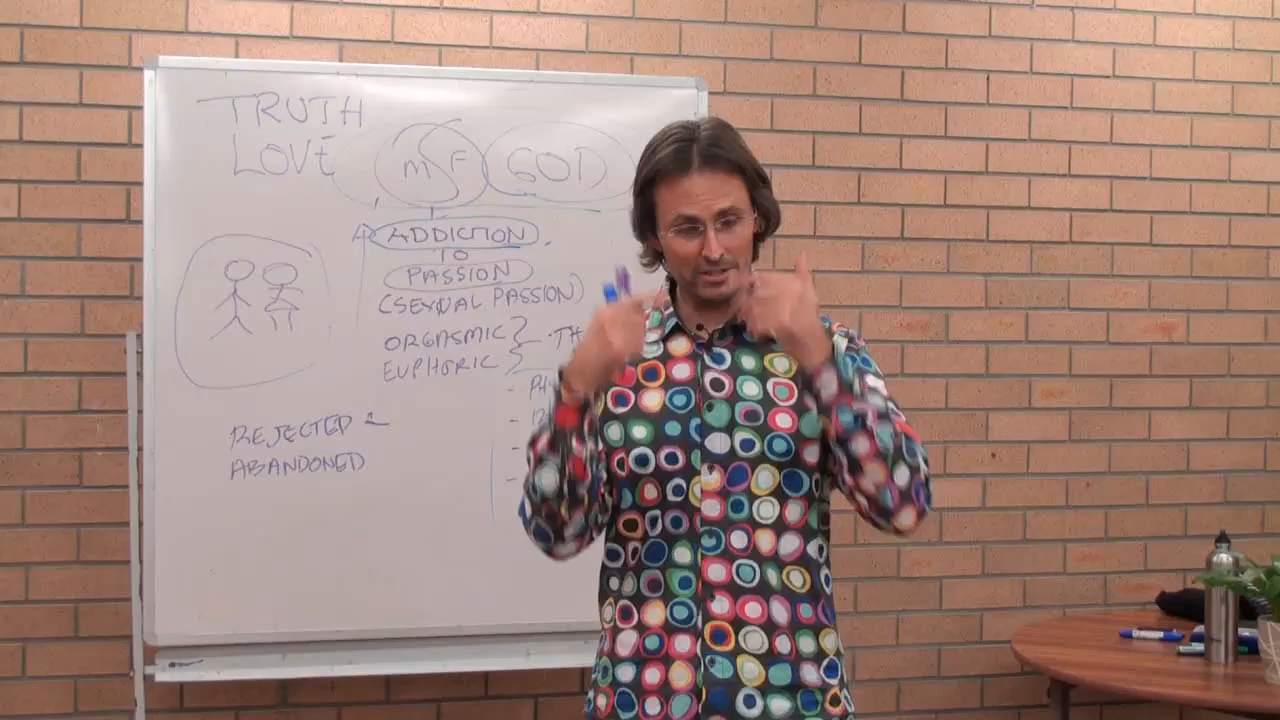 TRUTH
LOVE
M F GOD
ADDICTION
TO
PASSION
(SEXUAL PASSION)
ORGASMIC
EUPHORIC
REJECTED &
ABANDONED